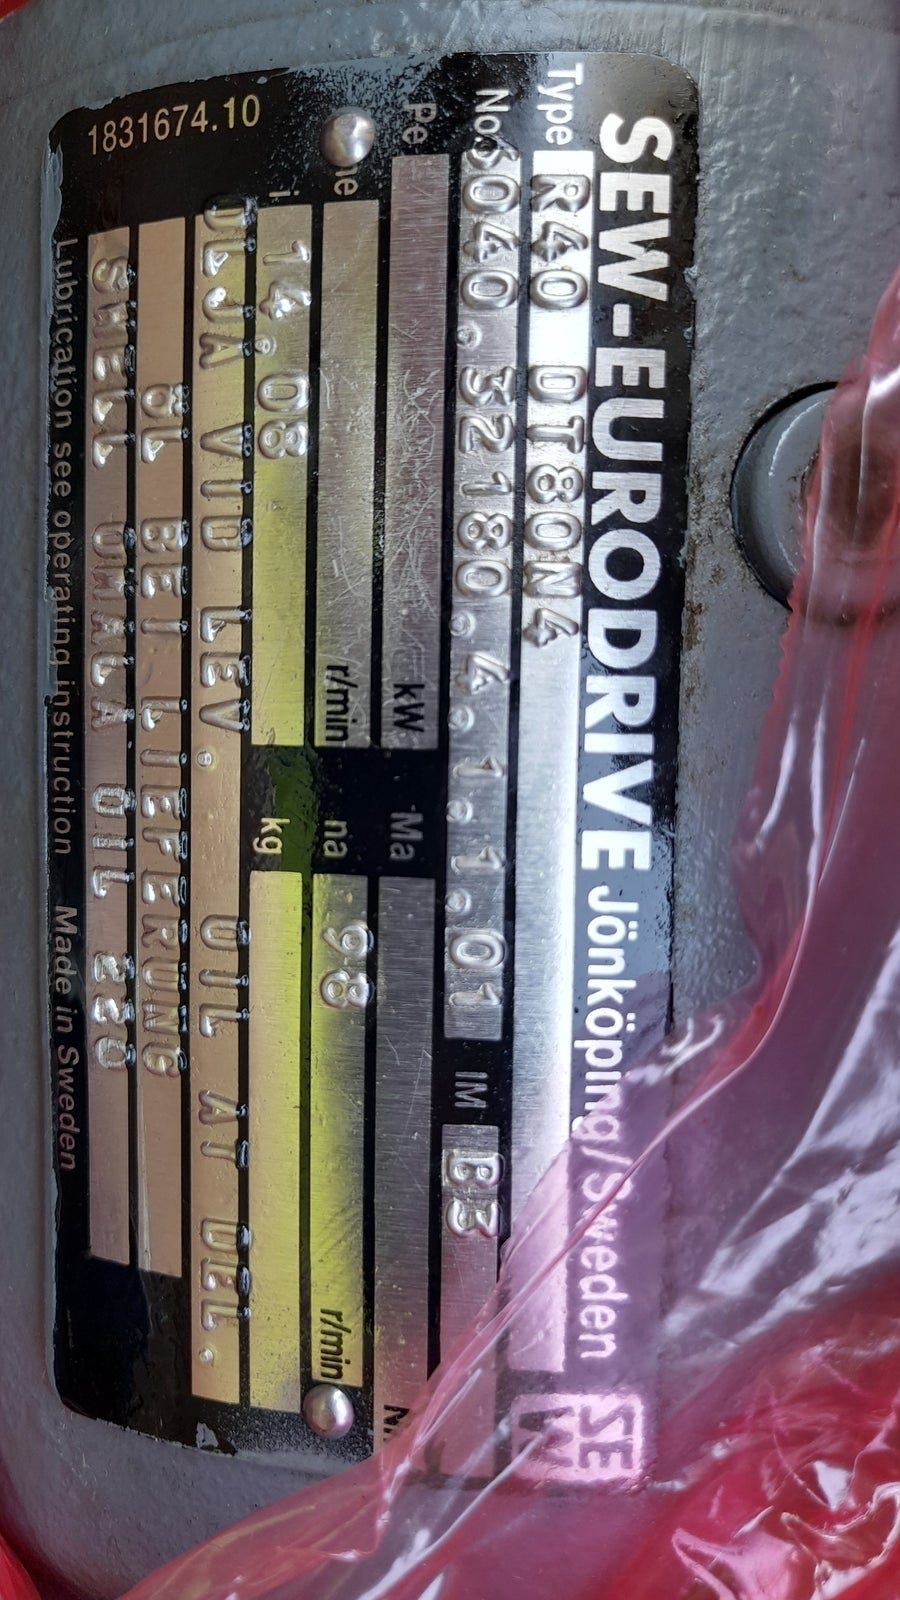 SEW-EURODRIVE Jönköping/Sweden SEW
Type R40 DT80N4
No. 3040.32180.4.1.1.01 IM B3
Pe kW Ma
ne r/min na 98 r/min
i 14.08 kg
OLJA VID LEV. OIL AT DEL.
ÖL BEI LIEFERUNG
SHELL OMALA OIL 220
Lubrication see operating instruction Made in Sweden
1831674.10